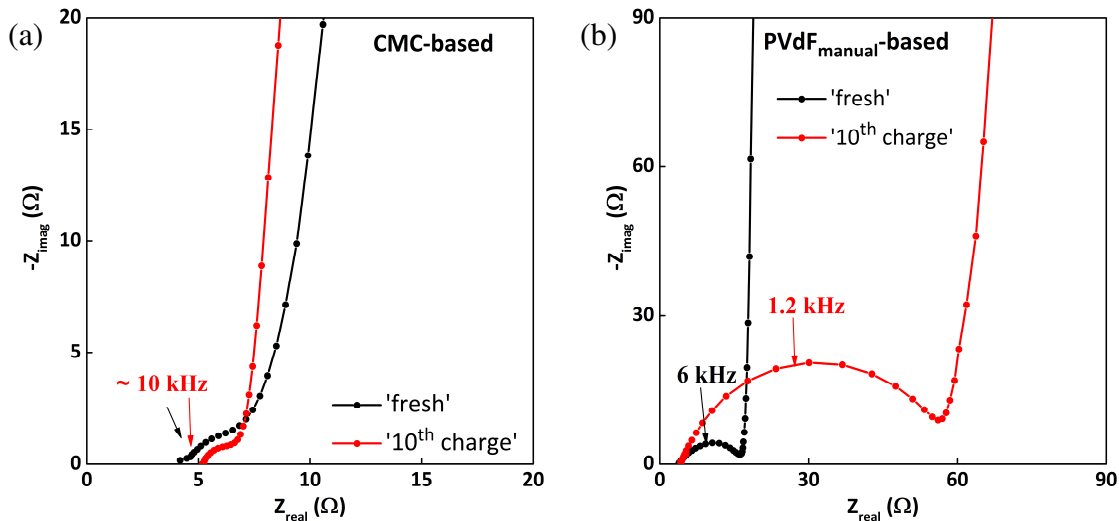 (a)
CMC-based
20
15
10
5
0
-Z_imag (Ω)
~ 10 kHz
'fresh'
'10th charge'
0 5 10 15 20
Z_real (Ω)
(b)
PVdF_manual-based
'fresh'
'10th charge'
90
60
30
0
-Z_imag (Ω)
1.2 kHz
6 kHz
0 30 60 90
Z_real (Ω)